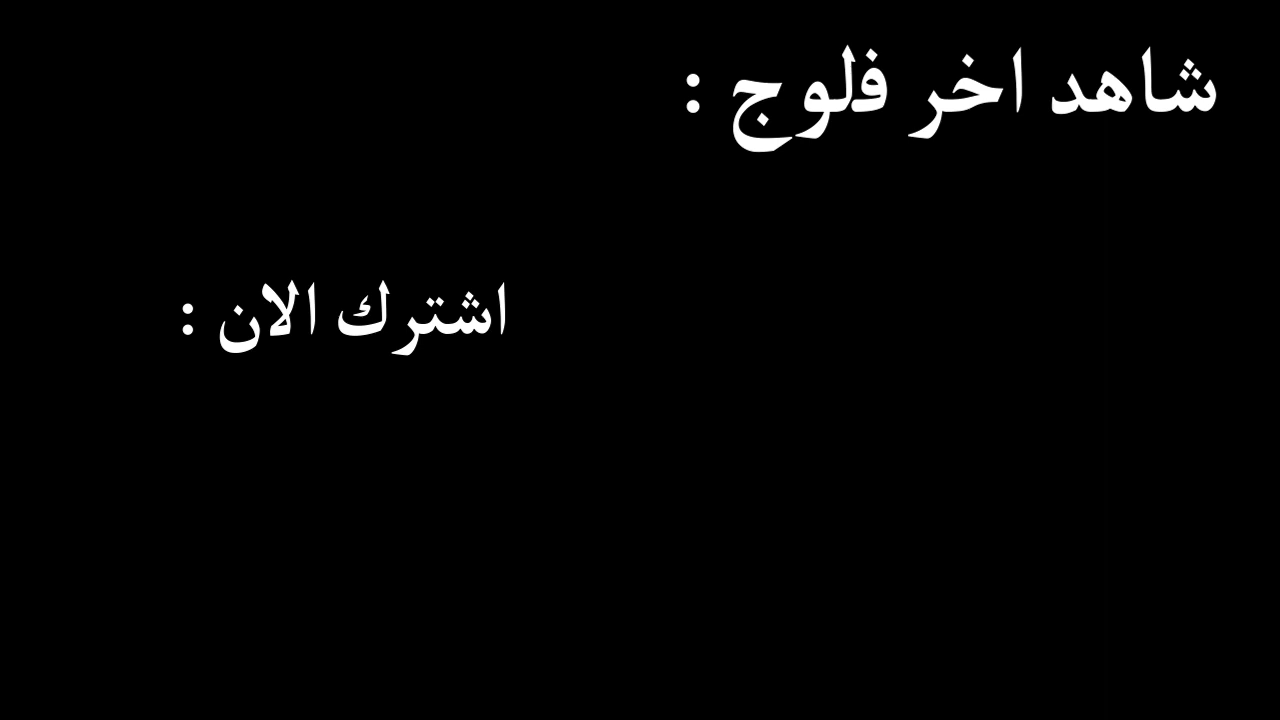 شاهد اخر فلوج :
اشترك الان :